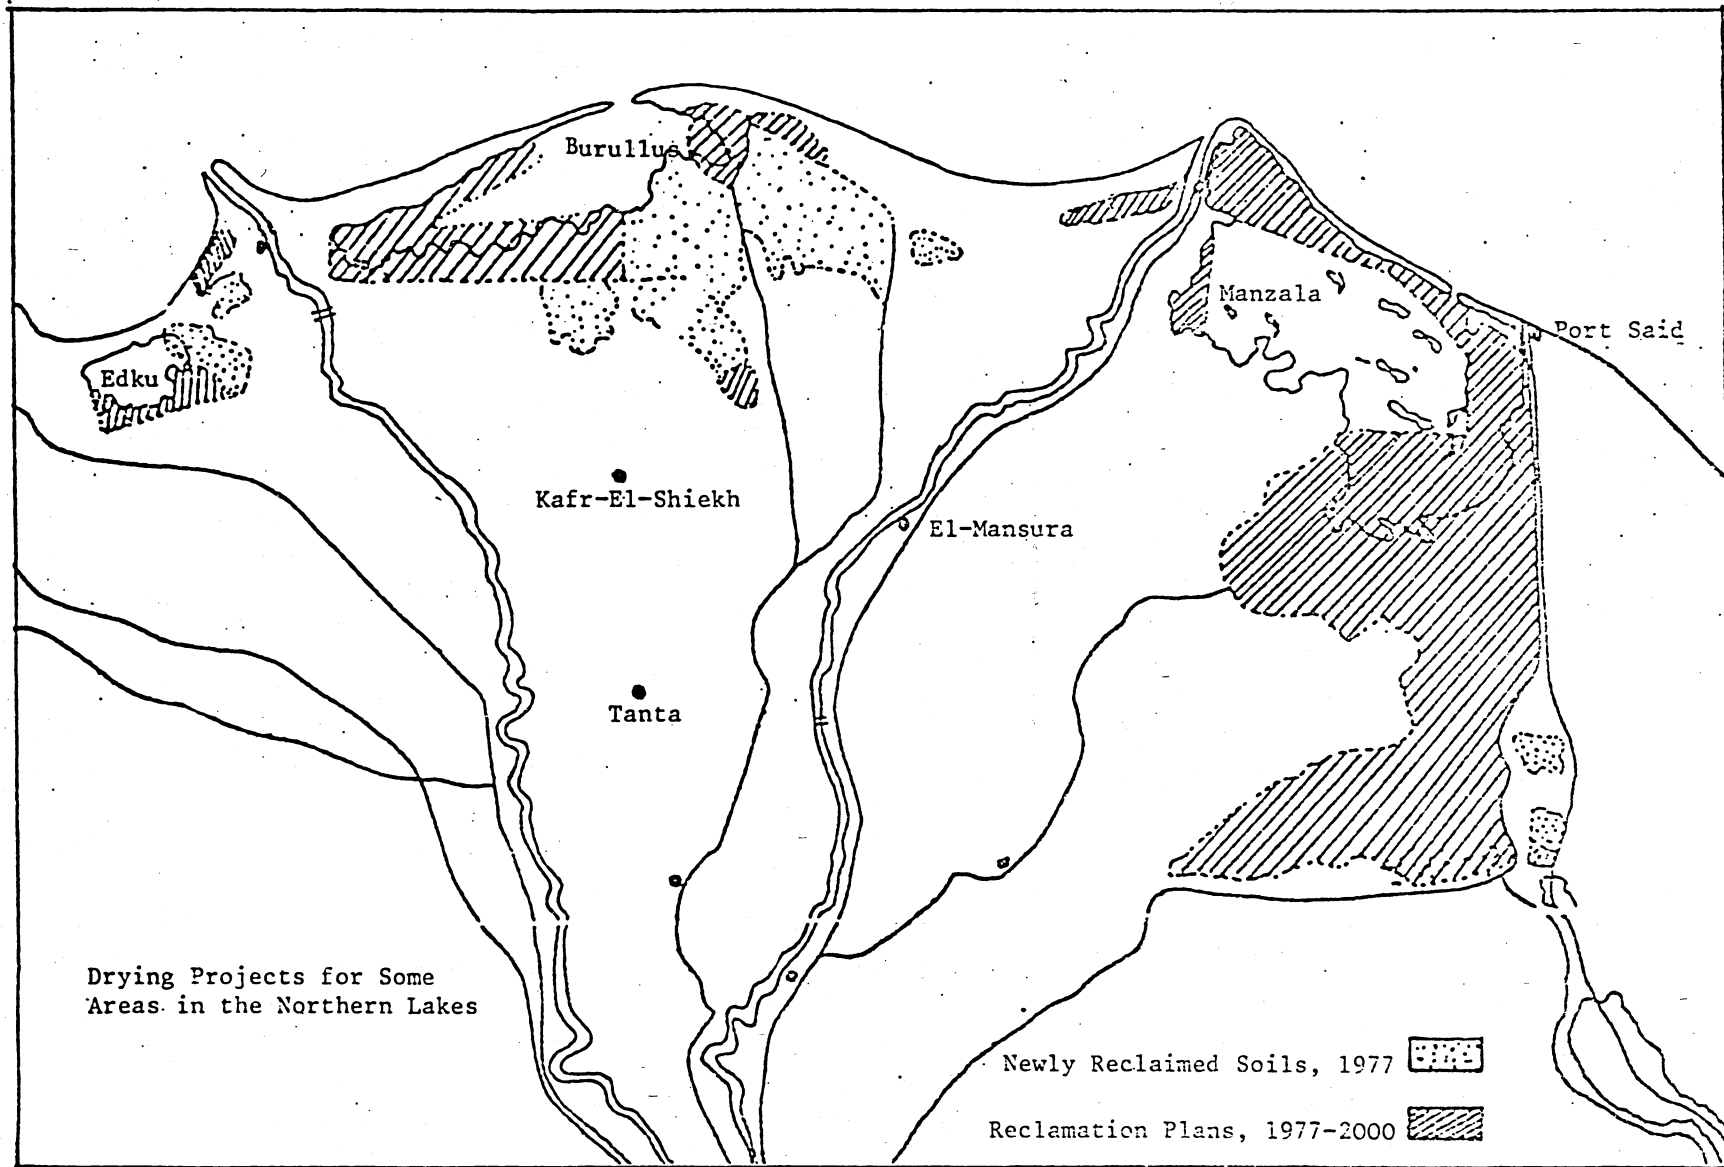 Burullus
Manzala
Port Said
Edku
Kafr-El-Shiekh
El-Mansura
Tanta
Drying Projects for Some
Areas in the Northern Lakes
Newly Reclaimed Soils, 1977
Reclamation Plans, 1977-2000